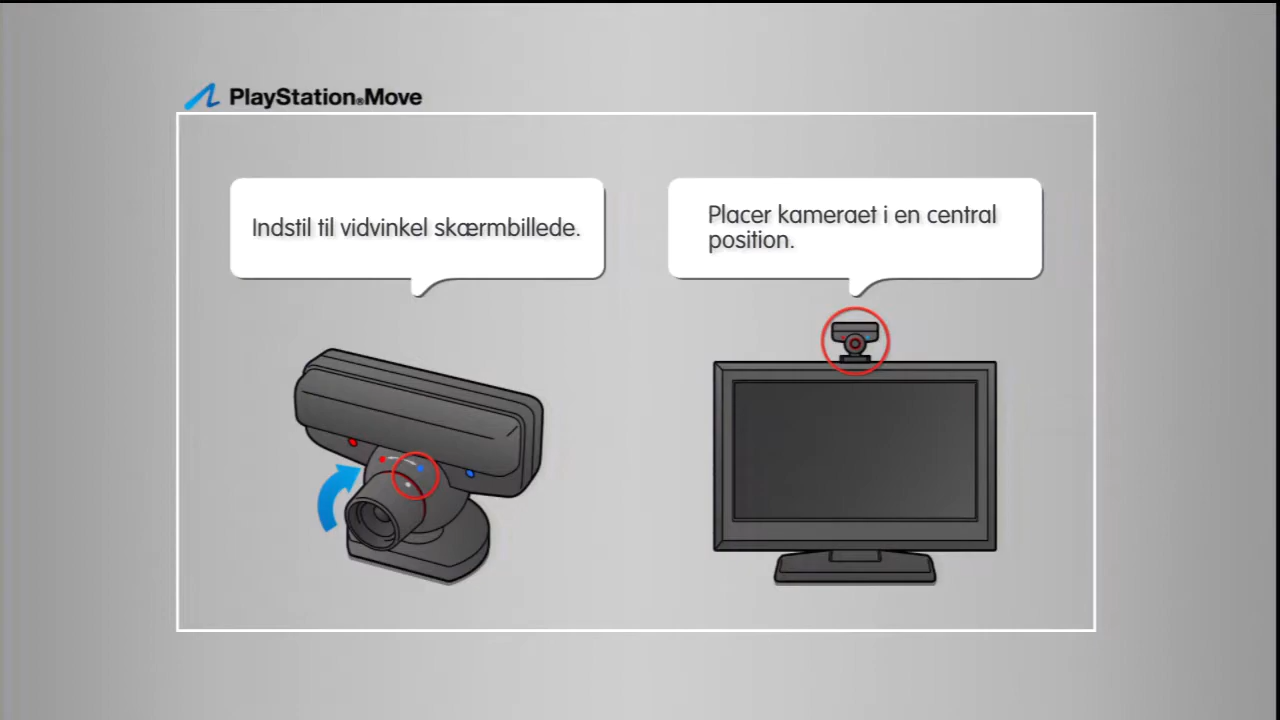 PlayStation®Move
Indstil til vidvinkel skærmbillede.
Placer kameraet i en central
position.